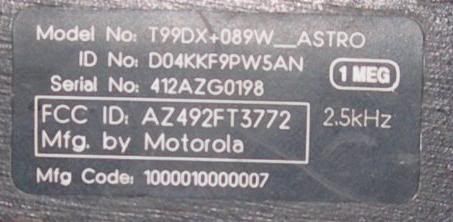 Model No: T99DX+089W__ASTRO
ID No: D04KKF9PW5AN
1 MEG
Serial No: 412AZG0198
FCC ID: AZ492FT3772
2.5kHz
Mfg. by Motorola
Mfg Code: 1000010000007